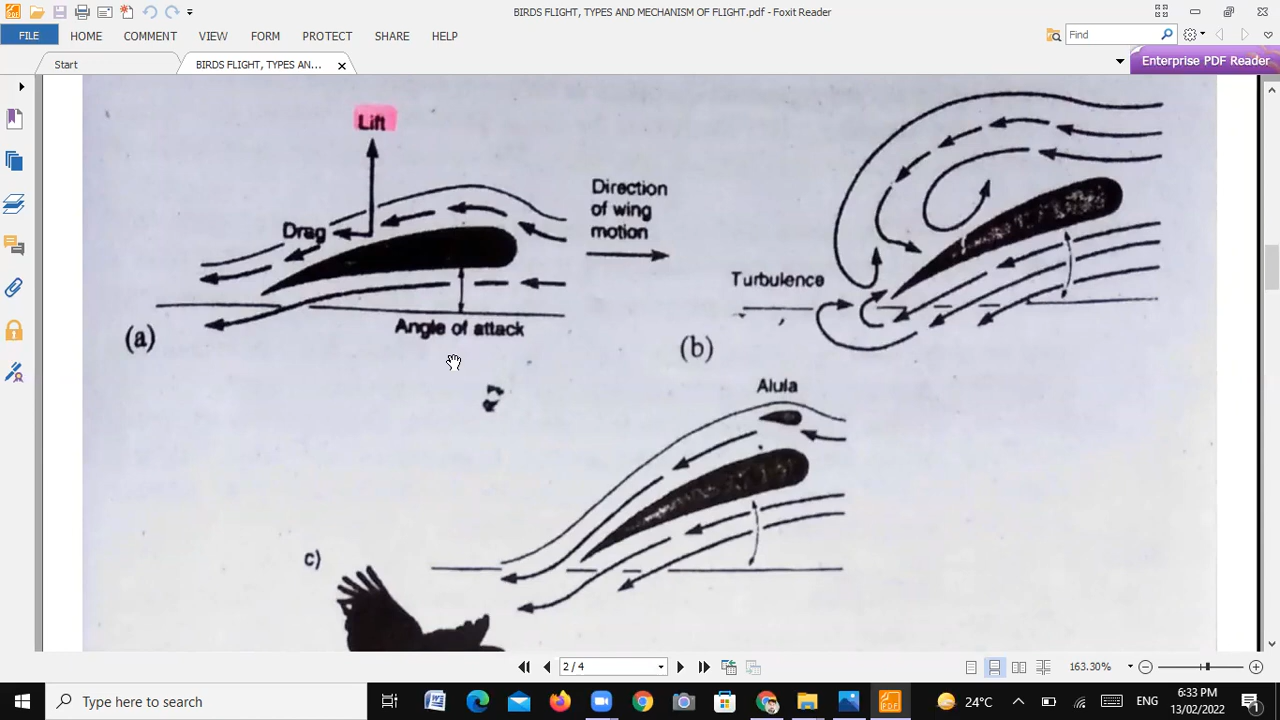 BIRDS FLIGHT, TYPES AND MECHANISM OF FLIGHT.pdf - Foxit Reader
FILE HOME COMMENT VIEW FORM PROTECT SHARE HELP
Find
Start
BIRDS FLIGHT, TYPES AN...
Enterprise PDF Reader
Lift
Drag
Direction
of wing
motion
Angle of attack
(a)
Turbulence
(b)
Alula
c)
2 / 4
163.30%
Type here to search
24°C
ENG
6:33 PM
13/02/2022